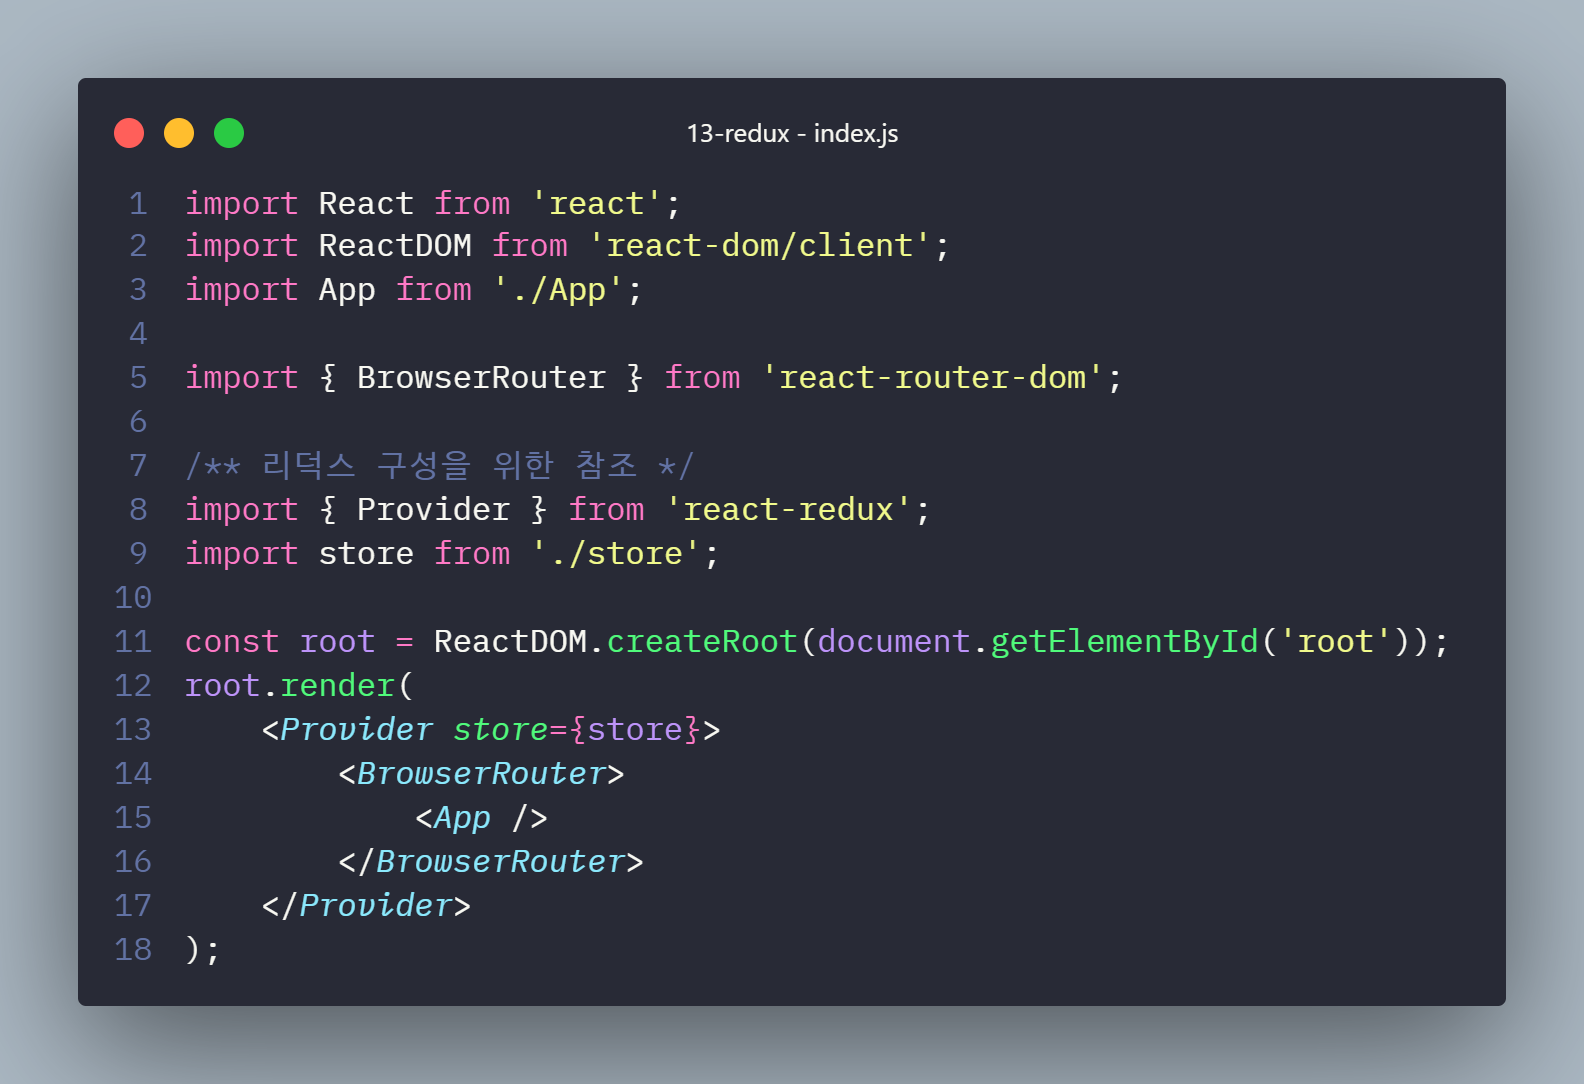 13-redux - index.js
1 import React from 'react';
2 import ReactDOM from 'react-dom/client';
3 import App from './App';
4
5 import { BrowserRouter } from 'react-router-dom';
6
7 /** 리덕스 구성을 위한 참조 */
8 import { Provider } from 'react-redux';
9 import store from './store';
10
11 const root = ReactDOM.createRoot(document.getElementById('root'));
12 root.render(
13     <Provider store={store}>
14         <BrowserRouter>
15             <App />
16         </BrowserRouter>
17     </Provider>
18 );